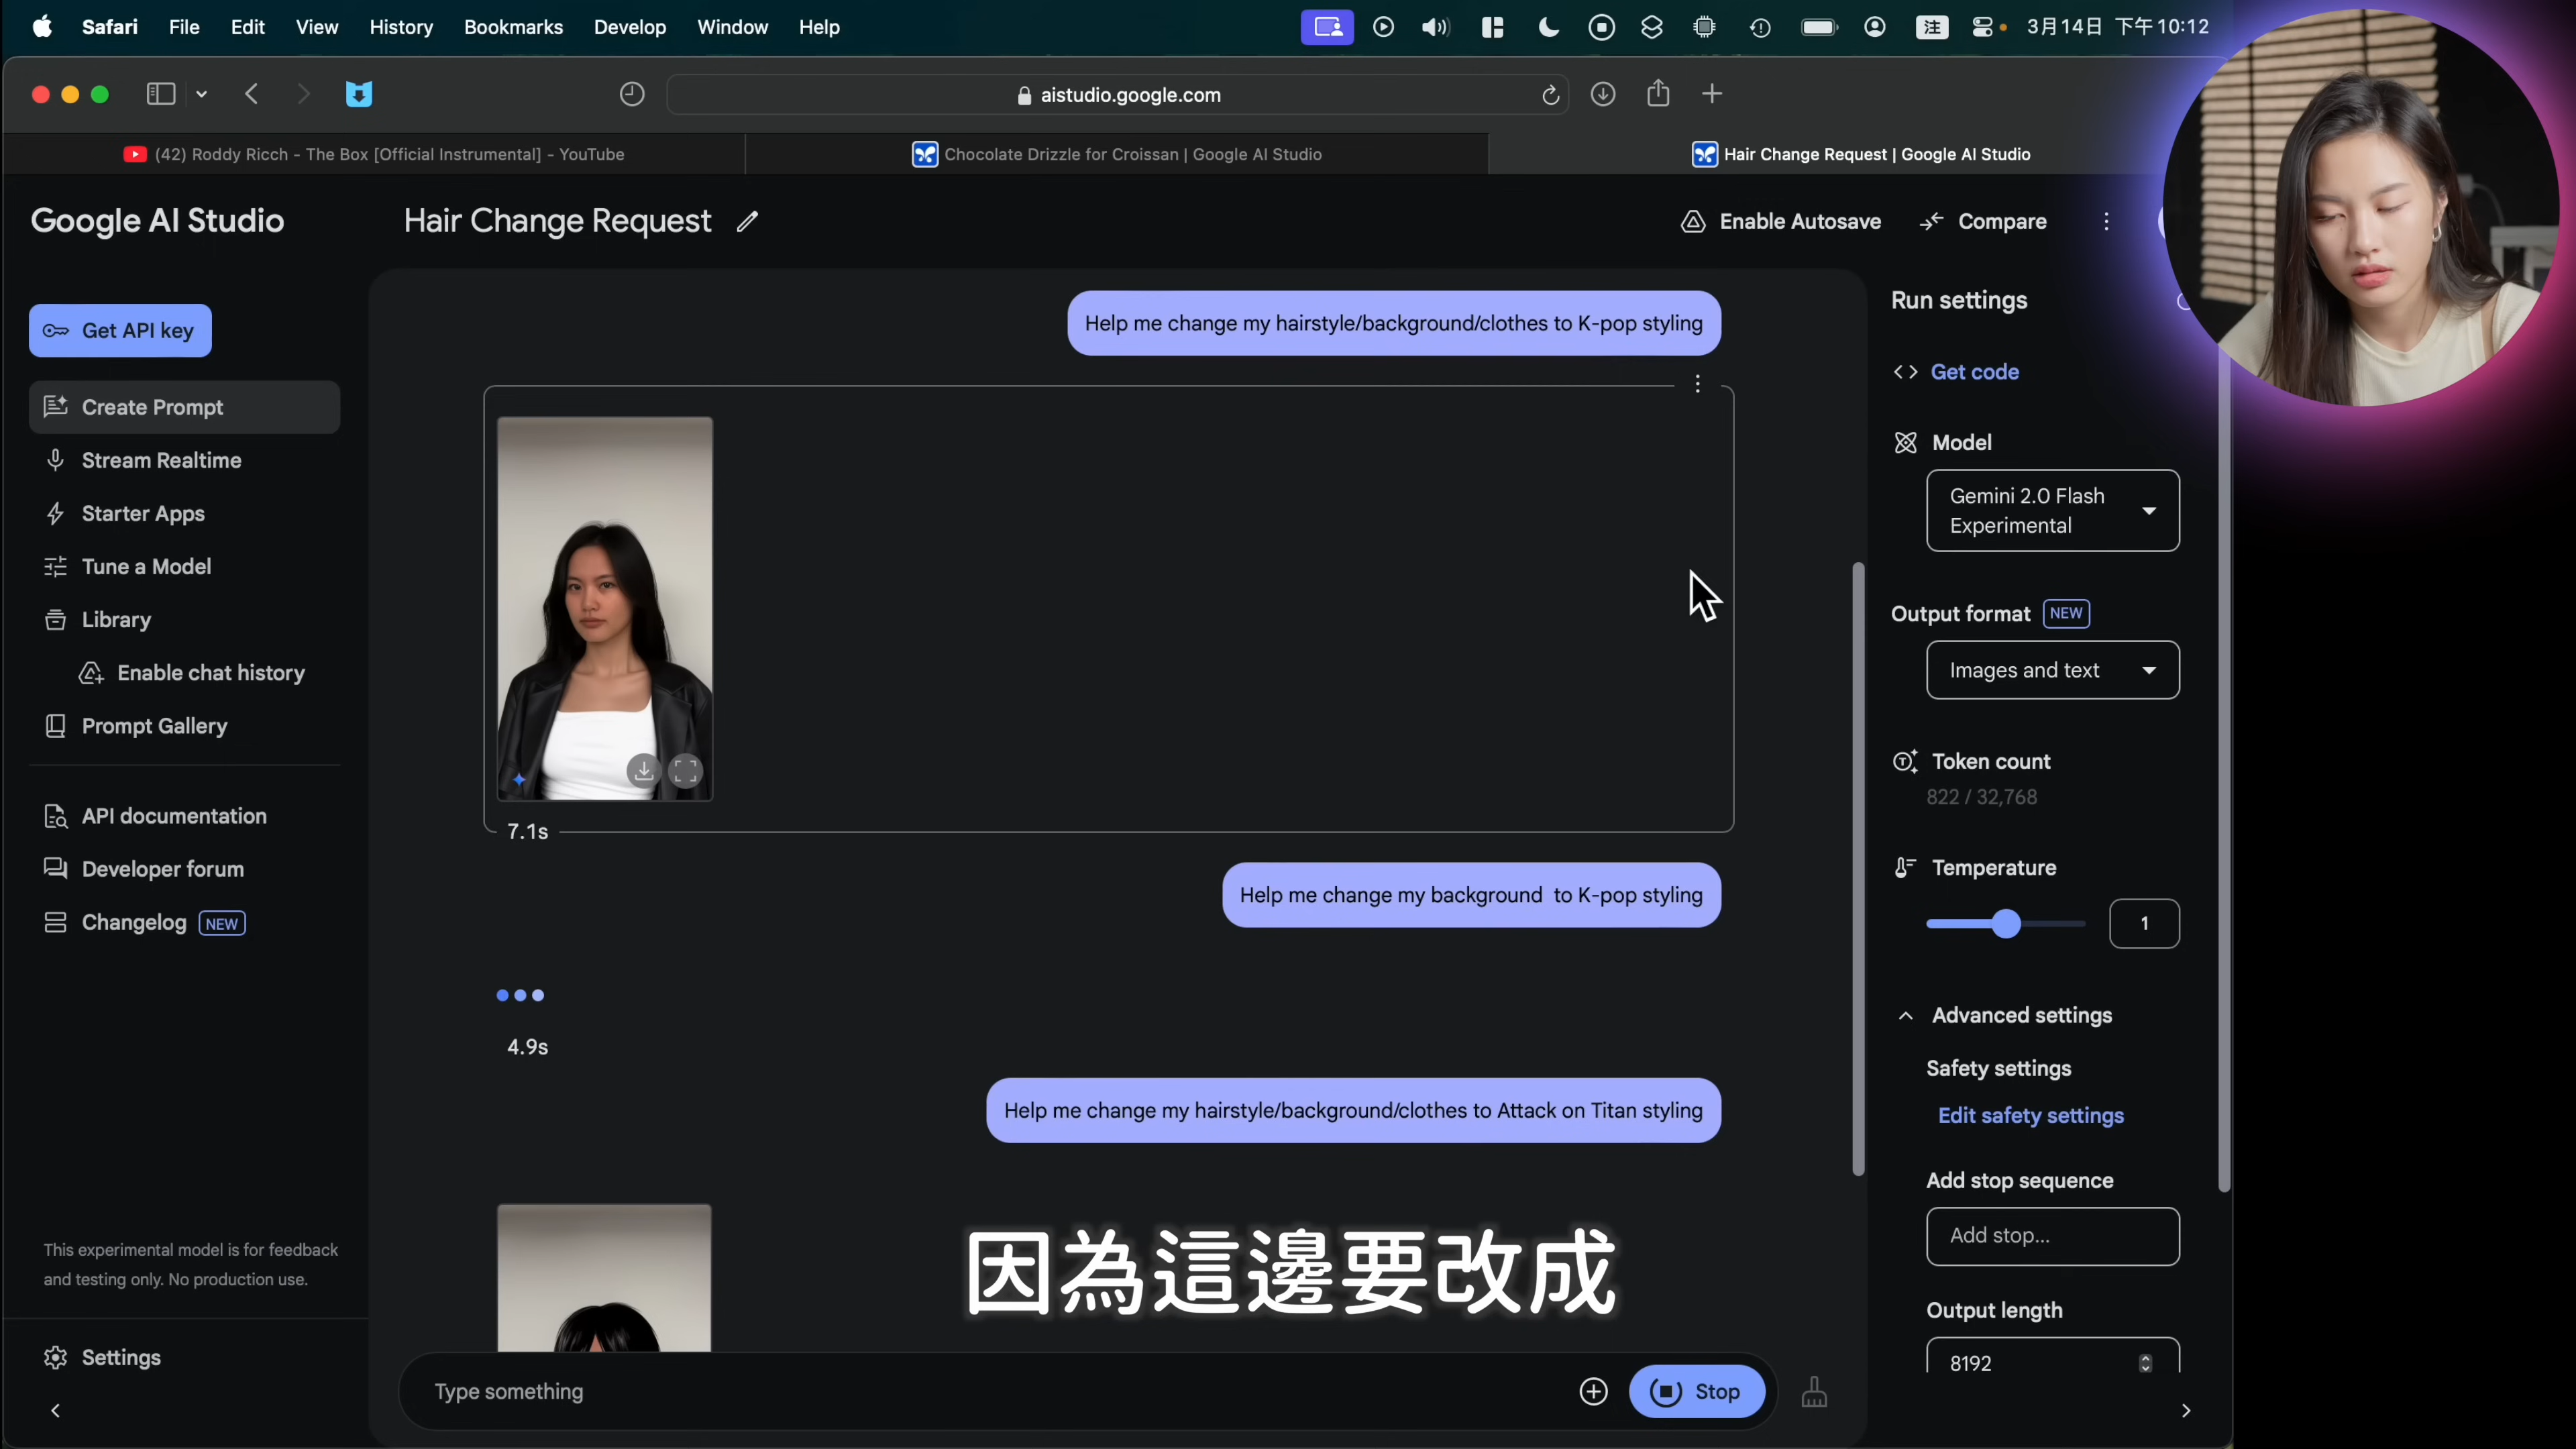 Safari File Edit View History Bookmarks Develop Window Help 注 3月14日 下午10:12
aistudio.google.com
(42) Roddy Ricch - The Box [Official Instrumental] - YouTube
Chocolate Drizzle for Croissan | Google AI Studio
Hair Change Request | Google AI Studio
Google AI Studio
Hair Change Request
Enable Autosave
Compare
Get API key
Create Prompt
Stream Realtime
Starter Apps
Tune a Model
Library
Enable chat history
Prompt Gallery
API documentation
Developer forum
Changelog NEW
This experimental model is for feedback
and testing only. No production use.
Settings
Help me change my hairstyle/background/clothes to K-pop styling
7.1s
Help me change my background to K-pop styling
4.9s
Help me change my hairstyle/background/clothes to Attack on Titan styling
因為這邊要改成
Type something
Stop
Run settings
Get code
Model
Gemini 2.0 Flash
Experimental
Output format NEW
Images and text
Token count
822 / 32,768
Temperature
1
Advanced settings
Safety settings
Edit safety settings
Add stop sequence
Add stop...
Output length
8192